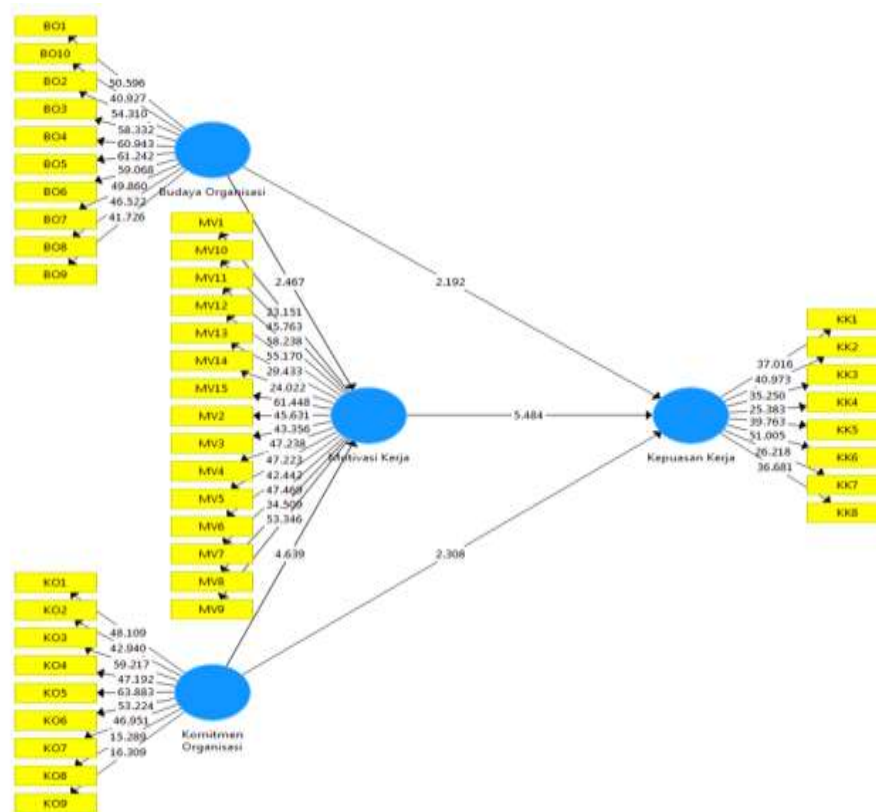 BO1
BO10
BO2
BO3
BO4
BO5
BO6
BO7
BO8
BO9
50.596
40.927
54.310
58.332
60.943
61.242
59.068
49.860
46.522
41.726
Budaya Organisasi
MV1
MV10
MV11
MV12
MV13
MV14
MV15
MV2
MV3
MV4
MV5
MV6
MV7
MV8
MV9
2.467
23.151
45.763
58.238
55.170
29.433
24.022
61.448
45.631
43.356
47.238
47.223
42.442
47.469
34.509
53.346
4.639
Motivasi Kerja
2.192
5.484
2.308
Kepuasan Kerja
37.016
40.973
35.250
25.383
39.763
51.005
26.218
36.681
KK1
KK2
KK3
KK4
KK5
KK6
KK7
KK8
KO1
KO2
KO3
KO4
KO5
KO6
KO7
KO8
KO9
48.109
42.940
59.217
47.192
63.883
53.224
46.951
15.289
16.309
Komitmen
Organisasi